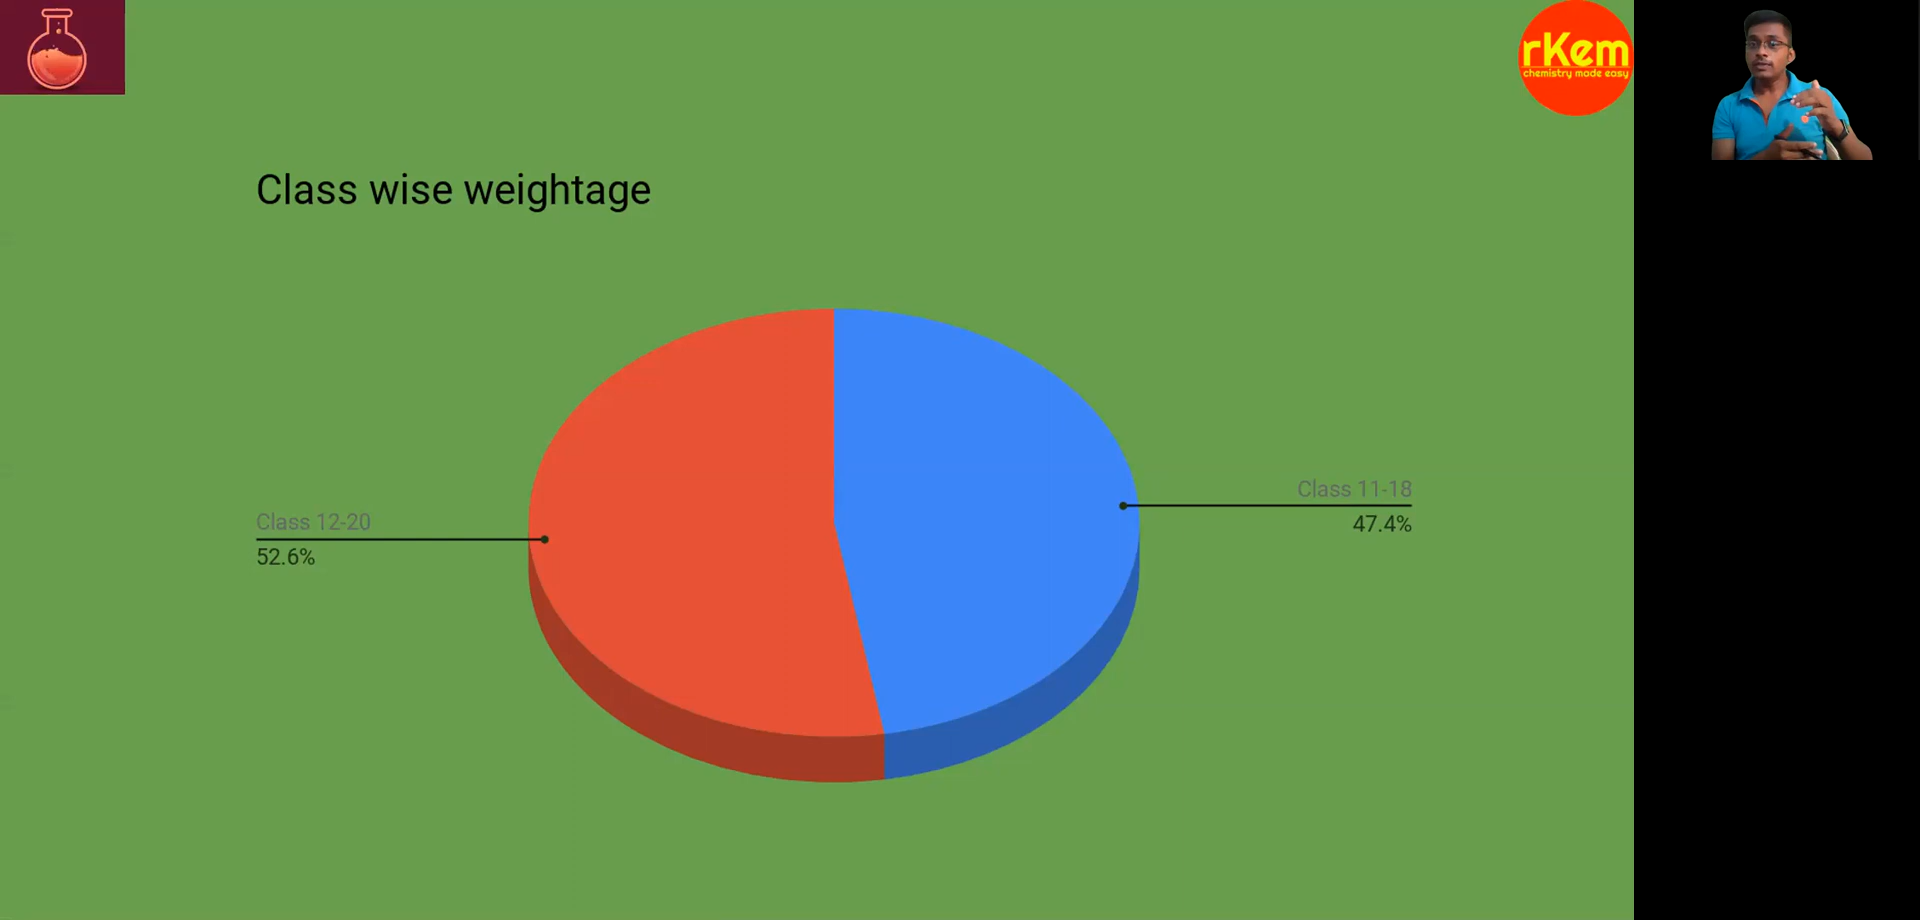 rKem
chemistry made easy
Class wise weightage
Class 11-18
47.4%
Class 12-20
52.6%